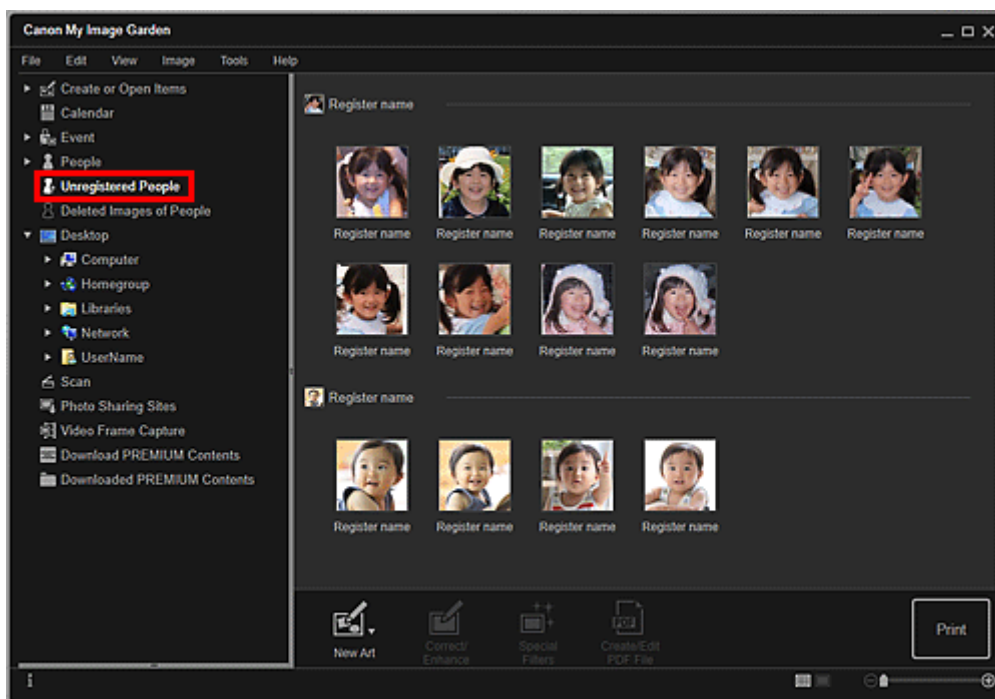 Canon My Image Garden
File Edit View Image Tools Help
Create or Open Items
Calendar
Event
People
Unregistered People
Deleted Images of People
Desktop
Computer
Homegroup
Libraries
Network
UserName
Scan
Photo Sharing Sites
Video Frame Capture
Download PREMIUM Contents
Downloaded PREMIUM Contents
Register name
Register name Register name Register name Register name Register name Register name
Register name Register name Register name Register name
Register name
Register name Register name Register name Register name
New Art
Correct/
Enhance
Special
Filters
PDF
Create/Edit
PDF File
Print